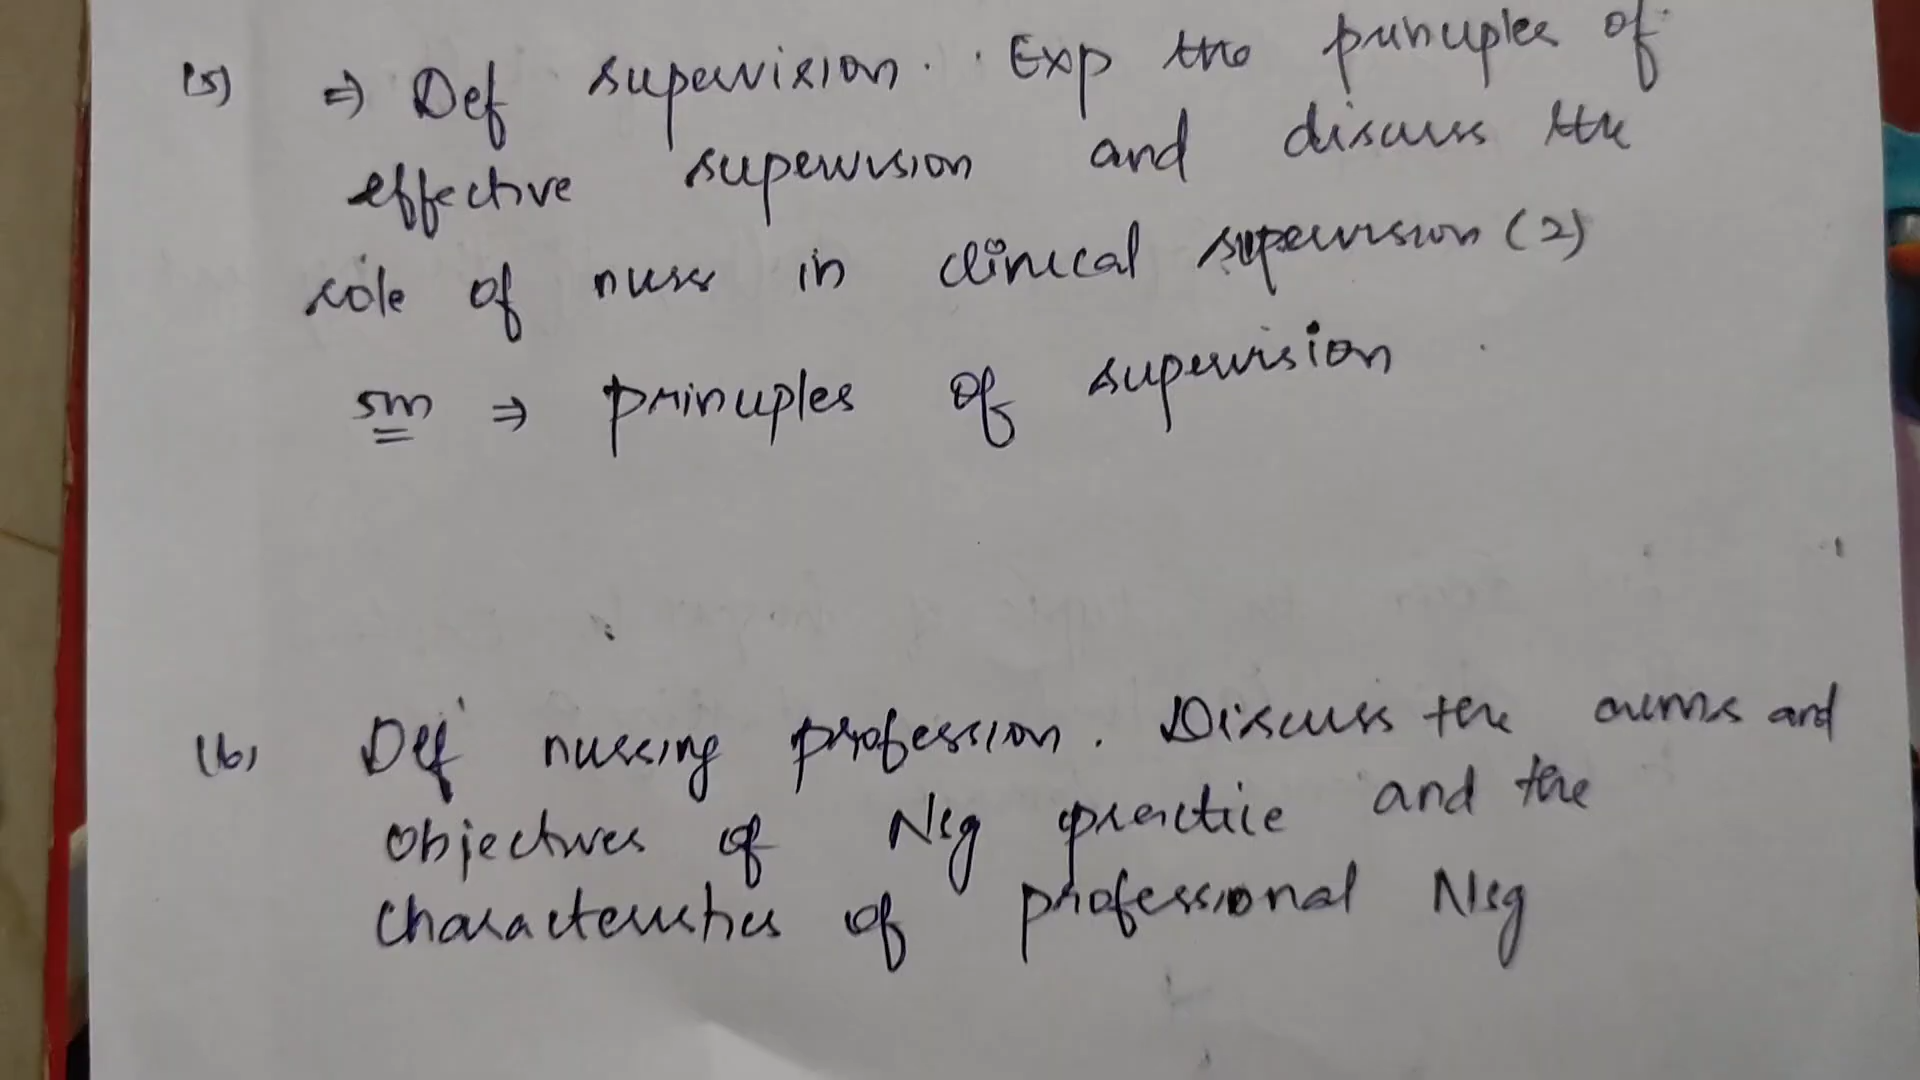 (5) ⇒ Def supervision. Exp the principles of
effective supervision and discuss the
role of nurse in clinical supervision (2)
5m ⇒ principles of supervision
(6) Def nursing profession. Discuss the aims and
objectives of Nsg practice and the
characteristics of professional Nsg